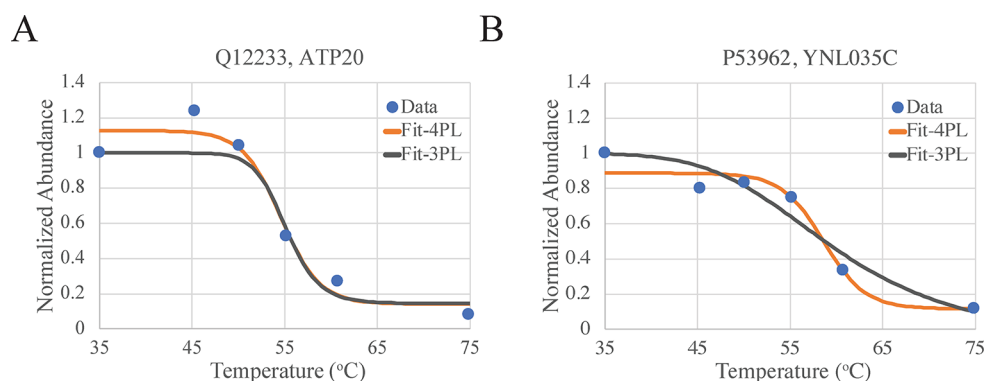 A
Q12233, ATP20
1.4
1.2
1
0.8
0.6
0.4
0.2
0
Normalized Abundance
35
45
55
65
75
Temperature (°C)
Data
Fit-4PL
Fit-3PL
B
P53962, YNL035C
1.4
1.2
1
0.8
0.6
0.4
0.2
0
Normalized Abundance
35
45
55
65
75
Temperature (°C)
Data
Fit-4PL
Fit-3PL